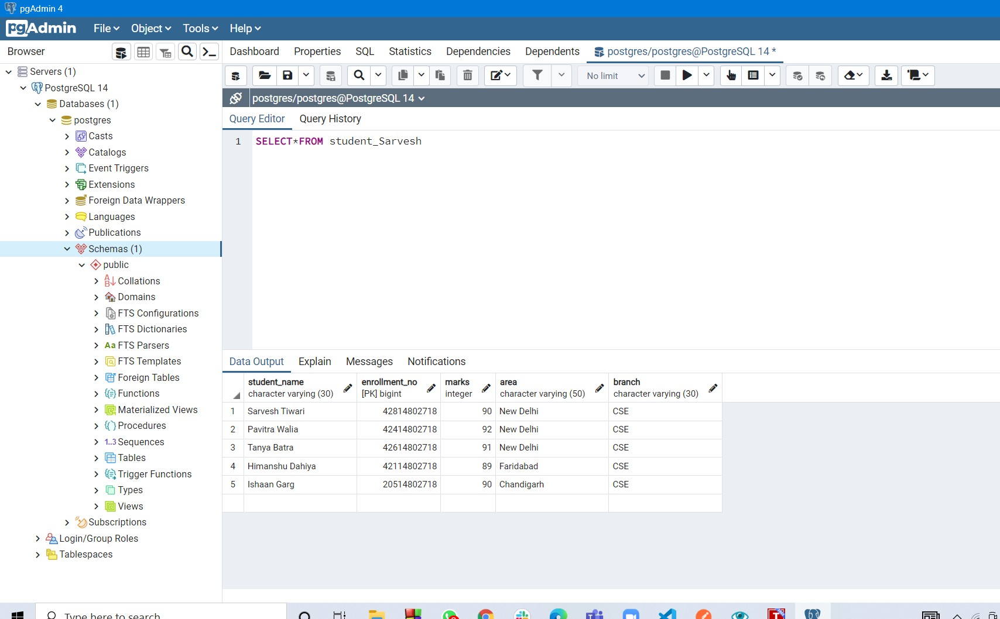 pgAdmin 4
pgAdmin File Object Tools Help
Browser
Dashboard Properties SQL Statistics Dependencies Dependents postgres/postgres@PostgreSQL 14 *
No limit
postgres/postgres@PostgreSQL 14
Query Editor Query History
1 SELECT*FROM student_Sarvesh
Servers (1)
PostgreSQL 14
Databases (1)
postgres
Casts
Catalogs
Event Triggers
Extensions
Foreign Data Wrappers
Languages
Publications
Schemas (1)
public
Collations
Domains
FTS Configurations
FTS Dictionaries
Aa FTS Parsers
FTS Templates
Foreign Tables
Functions
Materialized Views
Procedures
1..3 Sequences
Tables
Trigger Functions
Types
Views
Subscriptions
Login/Group Roles
Tablespaces
Data Output Explain Messages Notifications
student_name enrollment_no marks area branch
character varying (30) [PK] bigint integer character varying (50) character varying (30)
1 Sarvesh Tiwari 42814802718 90 New Delhi CSE
2 Pavitra Walia 42414802718 92 New Delhi CSE
3 Tanya Batra 42614802718 91 New Delhi CSE
4 Himanshu Dahiya 42114802718 89 Faridabad CSE
5 Ishaan Garg 20514802718 90 Chandigarh CSE
Type here to search